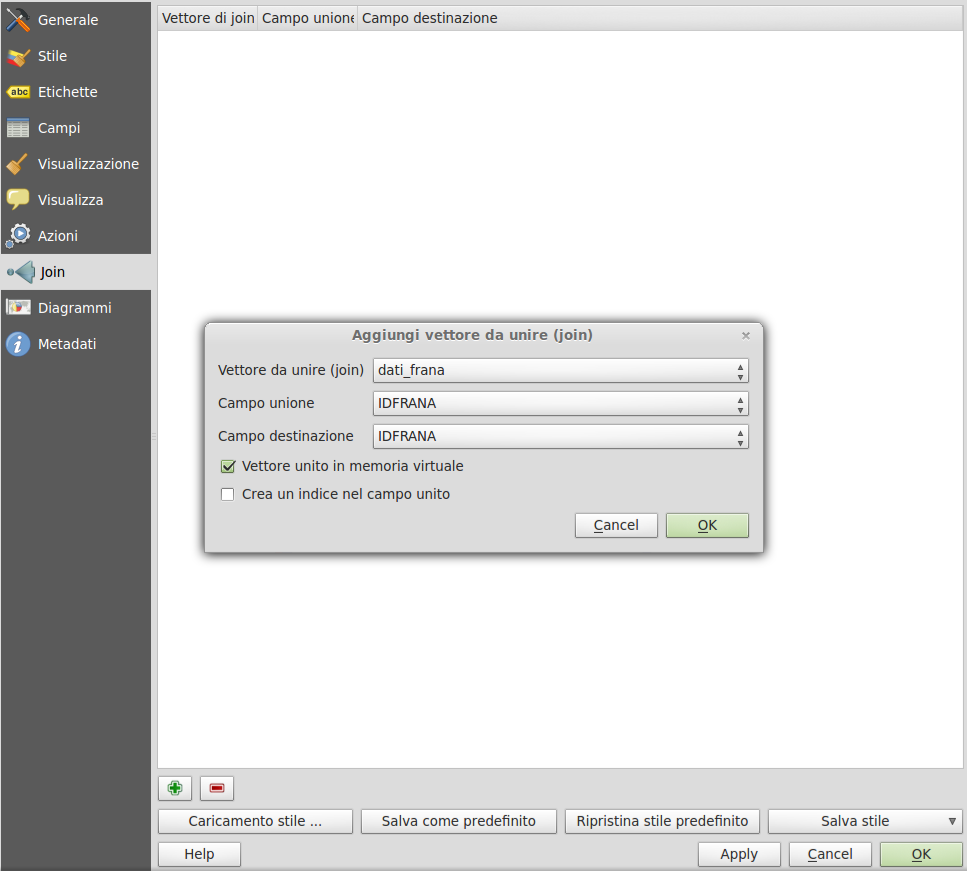 Generale
Stile
abc
Etichette
Campi
Visualizzazione
Visualizza
Azioni
Join
Diagrammi
Metadati
Vettore di join Campo unione Campo destinazione
Aggiungi vettore da unire (join)
Vettore da unire (join) dati_frana
Campo unione IDFRANA
Campo destinazione IDFRANA
Vettore unito in memoria virtuale
Crea un indice nel campo unito
Cancel OK
Caricamento stile ... Salva come predefinito Ripristina stile predefinito Salva stile
Help Apply Cancel OK